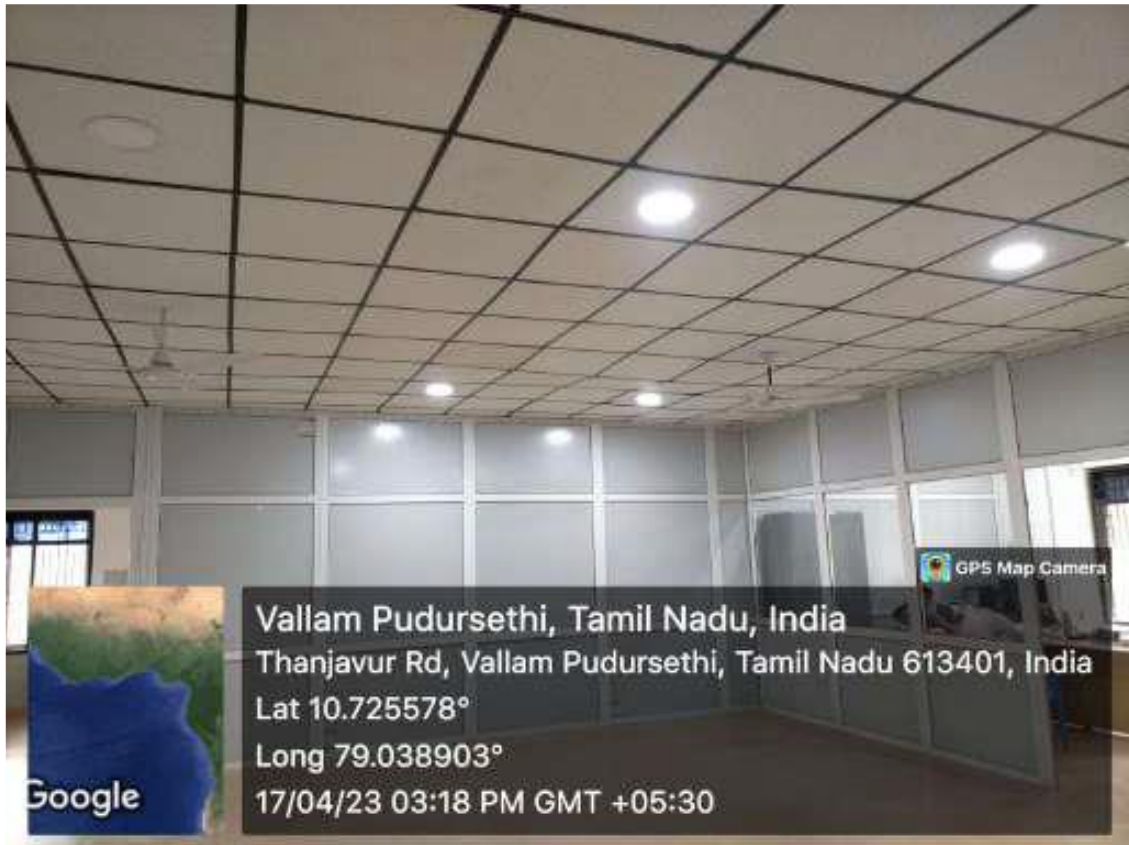 GPS Map Camera
Vallam Pudursethi, Tamil Nadu, India
Thanjavur Rd, Vallam Pudursethi, Tamil Nadu 613401, India
Lat 10.725578°
Long 79.038903°
17/04/23 03:18 PM GMT +05:30
Google